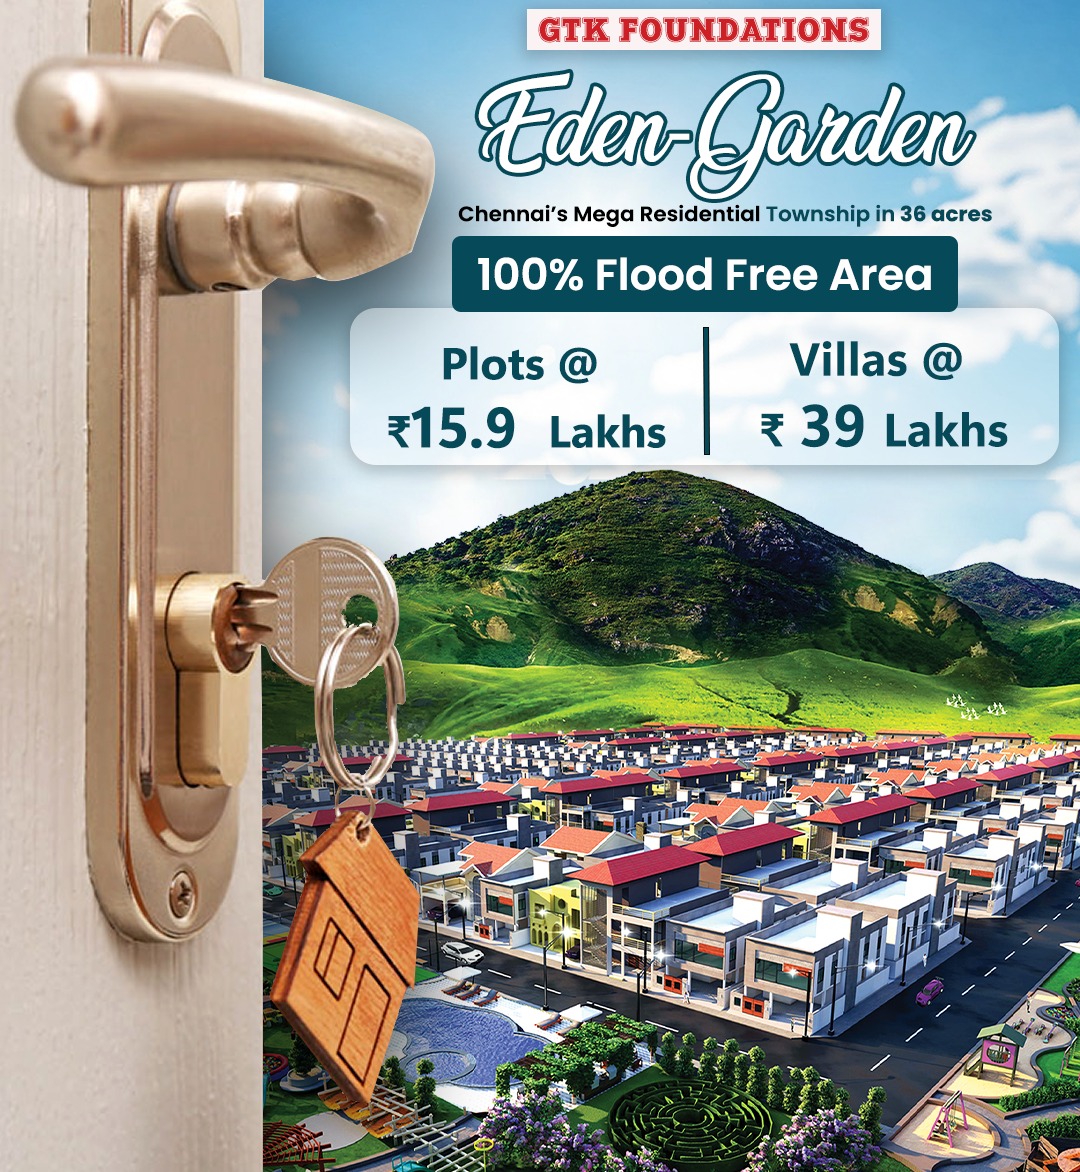 GTK FOUNDATIONS
Eden-Garden
Chennai's Mega Residential Township in 36 acres
100% Flood Free Area
Plots @
₹15.9 Lakhs
Villas @
₹ 39 Lakhs